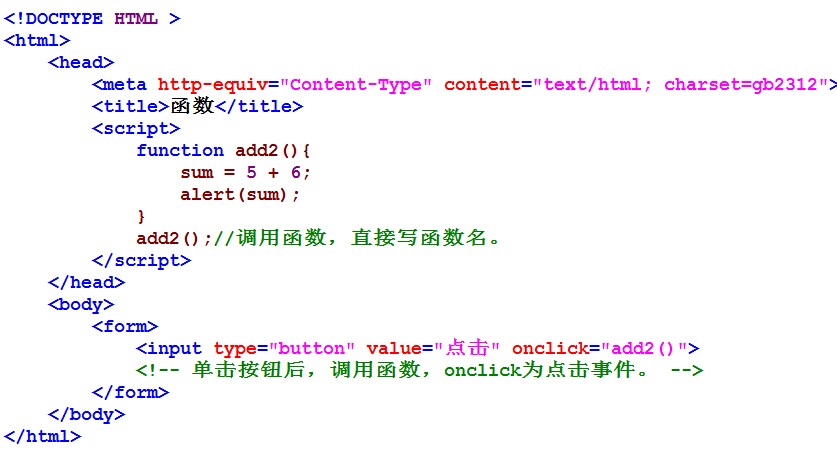 <!DOCTYPE HTML >
<html>
    <head>
        <meta http-equiv="Content-Type" content="text/html; charset=gb2312">
        <title>函数</title>
        <script>
            function add2(){
                sum = 5 + 6;
                alert(sum);
            }
            add2();//调用函数，直接写函数名。
        </script>
    </head>
    <body>
        <form>
            <input type="button" value="点击" onclick="add2()">
            <!-- 单击按钮后，调用函数，onclick为点击事件。 -->
        </form>
    </body>
</html>